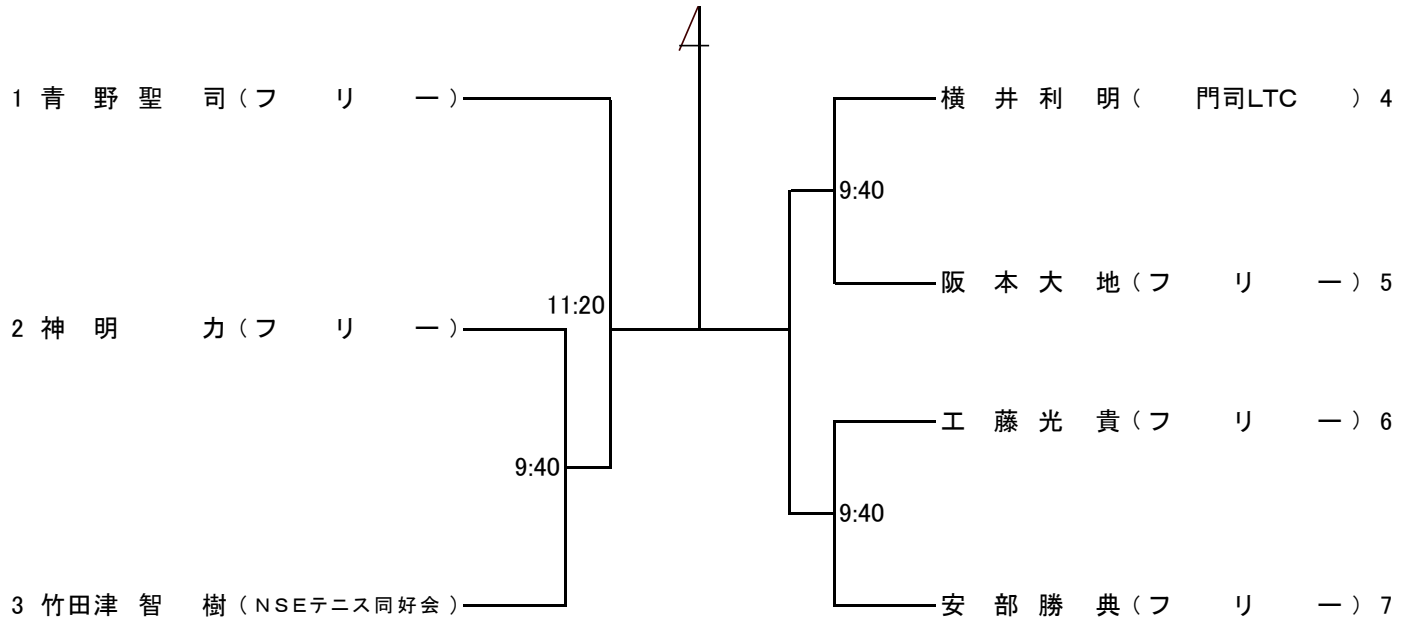 1 青野 聖司 (フリー)
横井 利明 (門司LTC) 4
9:40
阪本 大地 (フリー) 5
11:20
2 神明 力 (フリー)
工藤 光貴 (フリー) 6
9:40
9:40
3 竹田津 智樹 (NSEテニス同好会)
安部 勝典 (フリー) 7